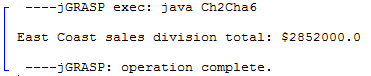 ----jGRASP exec: java Ch2Cha6
East Coast sales division total: $2852000.0
----jGRASP: operation complete.